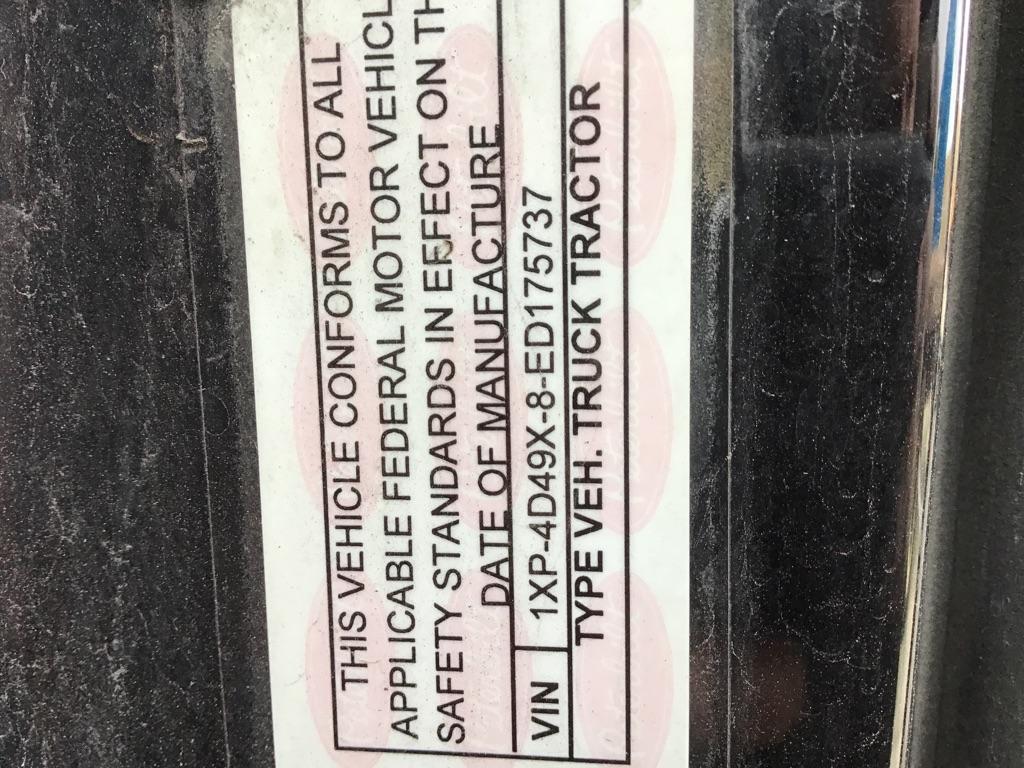 THIS VEHICLE CONFORMS TO ALL
APPLICABLE FEDERAL MOTOR VEHICL
SAFETY STANDARDS IN EFFECT ON TH
DATE OF MANUFACTURE
VIN 1XP-4D49X-8-ED175737
TYPE VEH. TRUCK TRACTOR